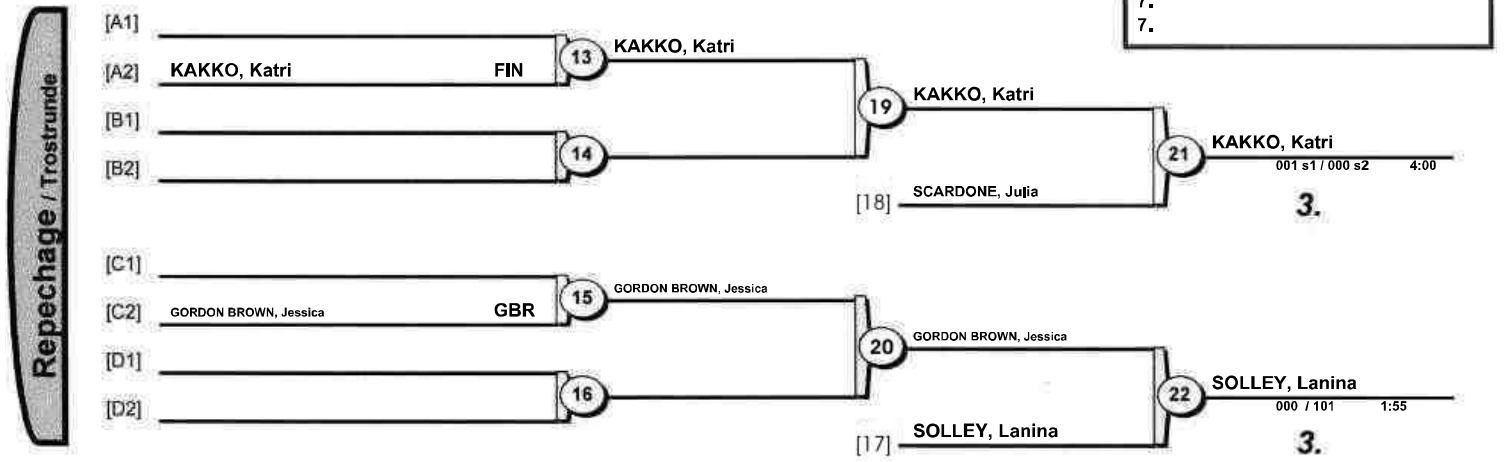 7.
7.
Repechage / Trostrunde
[A1]
[A2] KAKKO, Katri FIN
13 KAKKO, Katri
[B1]
[B2]
14
19 KAKKO, Katri
[18] SCARDONE, Julia
21 KAKKO, Katri
001 s1 / 000 s2 4:00
3.
[C1]
[C2] GORDON BROWN, Jessica GBR
15 GORDON BROWN, Jessica
[D1]
[D2]
16
20 GORDON BROWN, Jessica
[17] SOLLEY, Lanina
22 SOLLEY, Lanina
000 / 101 1:55
3.